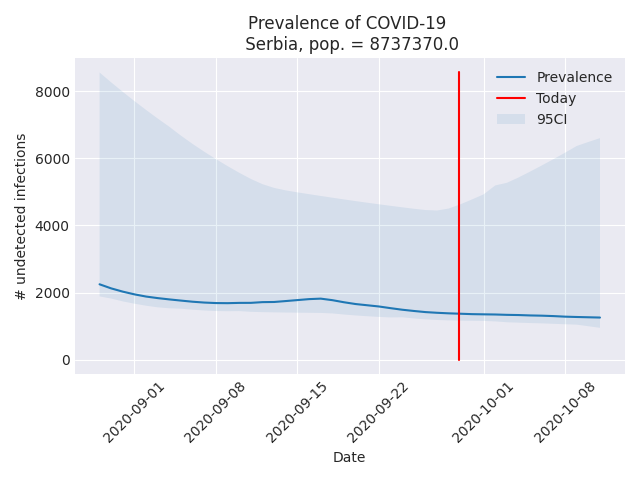 Prevalence of COVID-19
Serbia, pop. = 8737370.0
Prevalence
Today
95CI
8000
6000
4000
2000
0
# undetected infections
2020-09-01
2020-09-08
2020-09-15
2020-09-22
2020-10-01
2020-10-08
Date